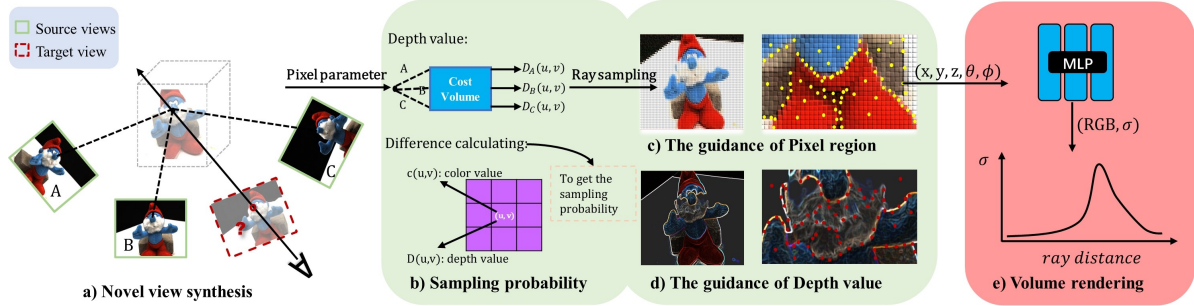 Source views
Target view
A
B
C
?
a) Novel view synthesis
Pixel parameter
Depth value:
A
B
C
Cost
Volume
D_A(u, v)
D_B(u, v)
D_C(u, v)
Ray sampling
Difference calculating:
c(u,v): color value
(u, v)
D(u,v): depth value
To get the
sampling
probability
b) Sampling probability
c) The guidance of Pixel region
d) The guidance of Depth value
(x, y, z, θ, ϕ)
MLP
(RGB, σ)
σ
ray distance
e) Volume rendering